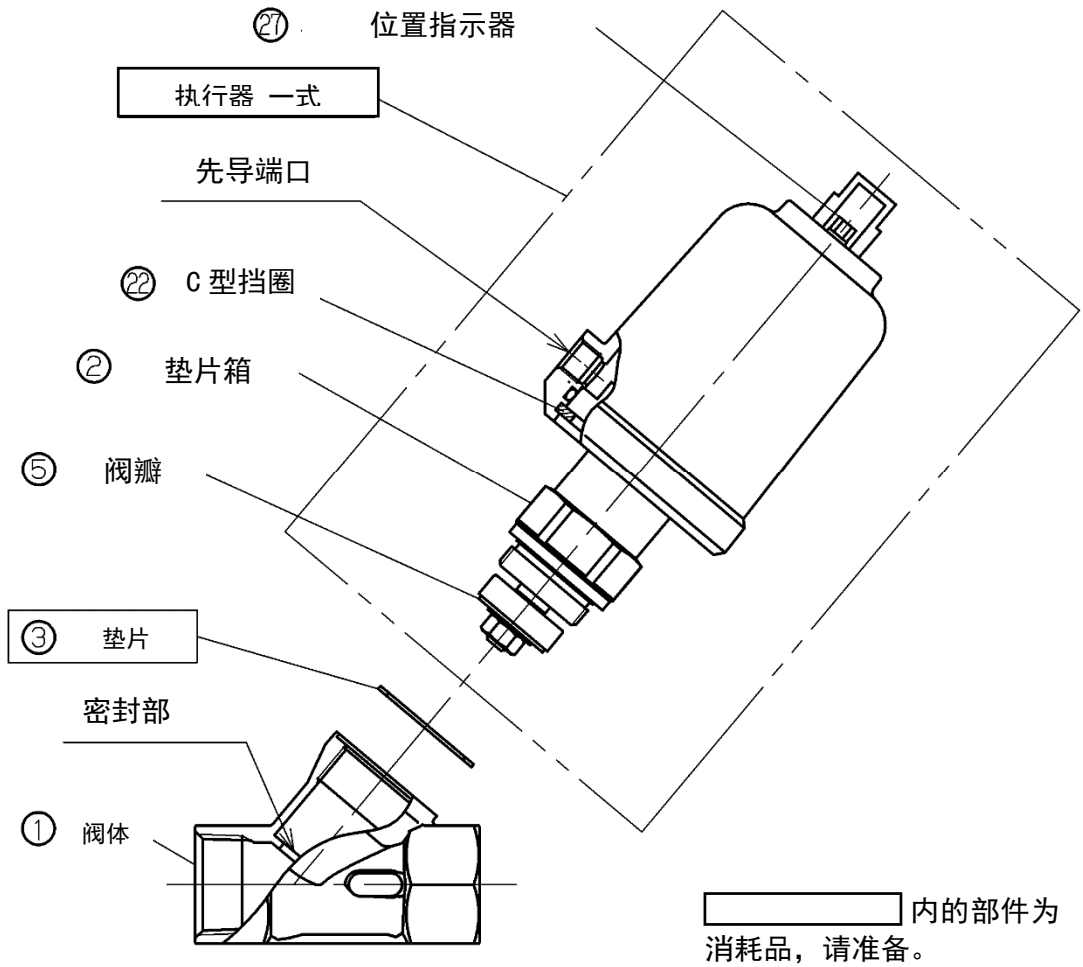 ㉗ 位置指示器
执行器 一式
先导端口
㉒ C型挡圈
② 垫片箱
⑤ 阀瓣
③ 垫片
密封部
① 阀体
内的部件为
消耗品，请准备。